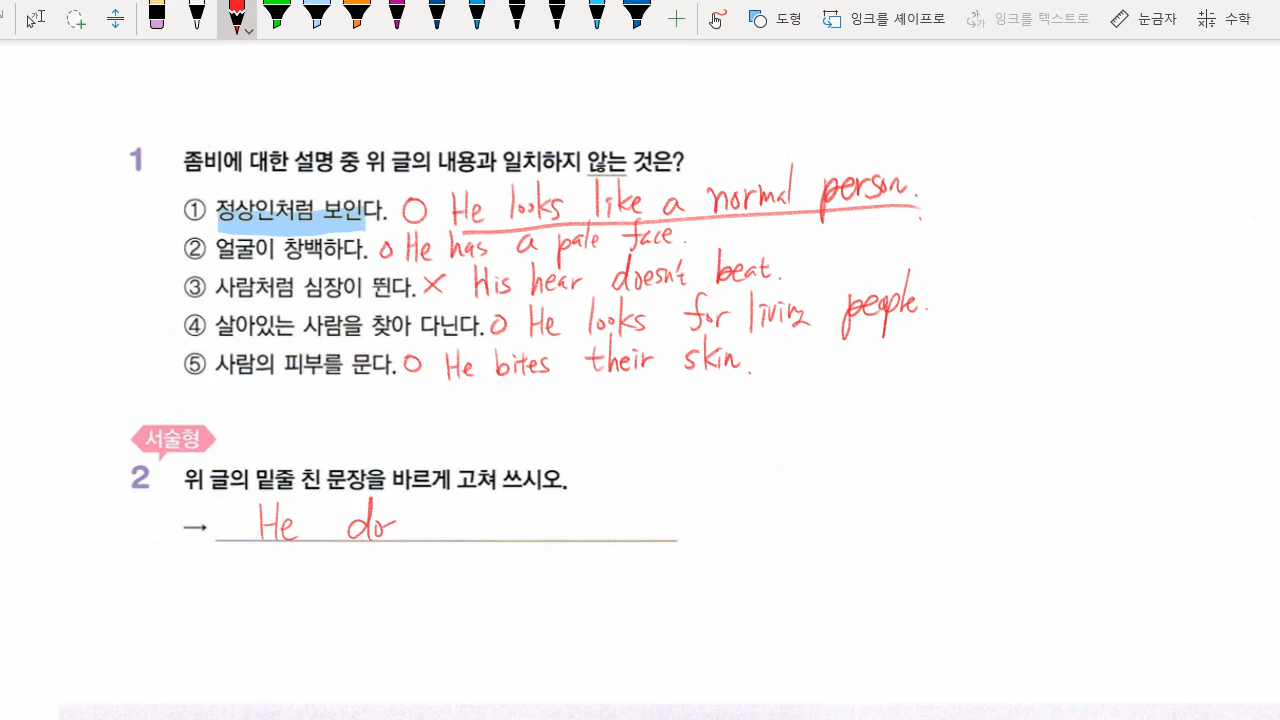 도형 잉크를 셰이프로 잉크를 텍스트로 눈금자 수학
1 좀비에 대한 설명 중 위 글의 내용과 일치하지 않는 것은?
① 정상인처럼 보인다. O He looks like a normal person.
② 얼굴이 창백하다. O He has a pale face.
③ 사람처럼 심장이 뛴다. X His hear doesn't beat.
④ 살아있는 사람을 찾아 다닌다. O He looks for living people.
⑤ 사람의 피부를 문다. O He bites their skin.
서술형
2 위 글의 밑줄 친 문장을 바르게 고쳐 쓰시오.
→ He do